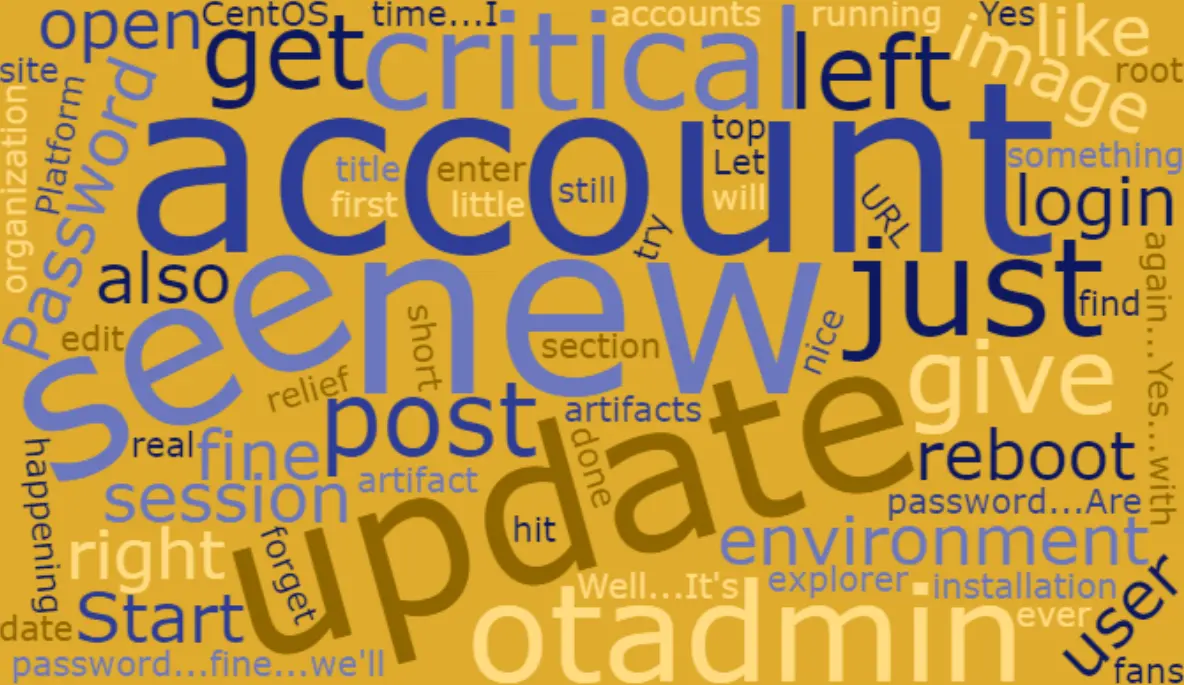 open
CentOS
time...I
accounts
running
Yes
like
image
site
get
critical
left
root
organization
Platform
Password
account
top
Let
will
title
enter
first
little
still
try
URL
something
login
also
see
new
just
find
again...Yes...with
edit
short
section
nice
relief
give
post
artifacts
happening
real
fine
session
artifact
done
update
hit
reboot
password...Are
right
forget
environment
Well...It's
explorer
installation
ever
user
date
Start
otadmin
password...fine...we'll
fans